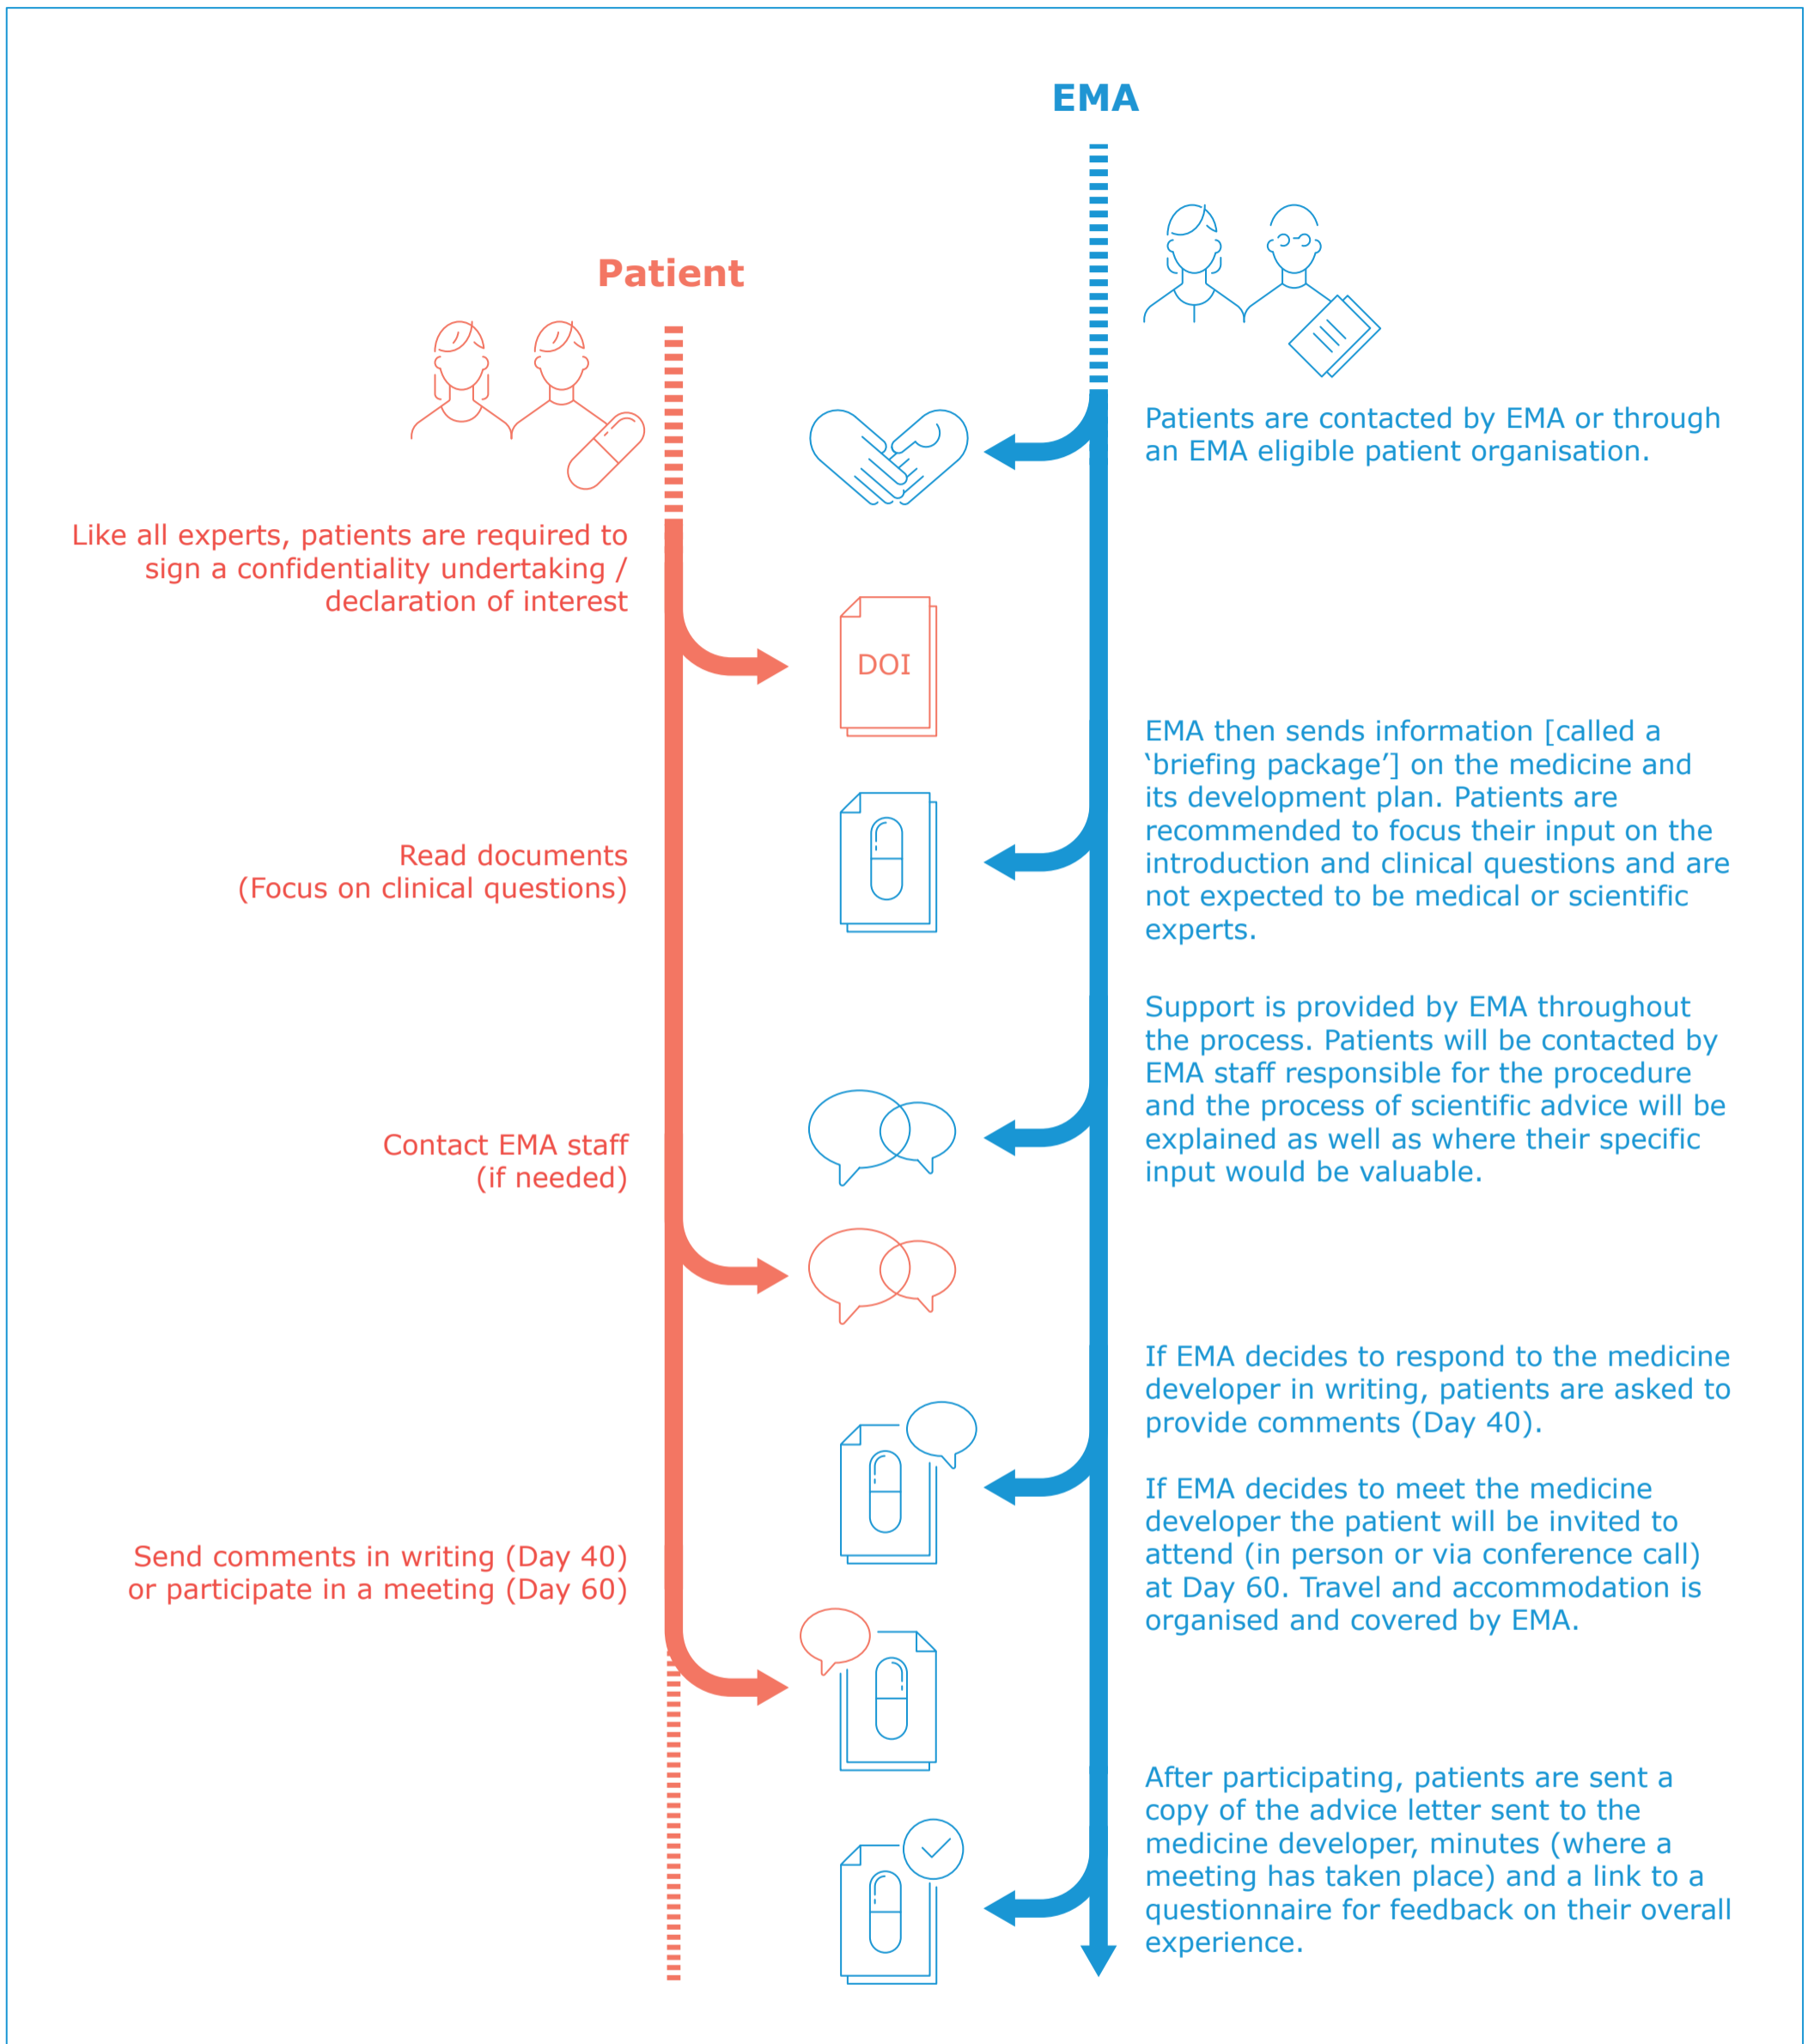 EMA
Patient
Patients are contacted by EMA or through
an EMA eligible patient organisation.
Like all experts, patients are required to
sign a confidentiality undertaking /
declaration of interest
DOI
EMA then sends information [called a
‘briefing package’] on the medicine and
its development plan. Patients are
recommended to focus their input on the
introduction and clinical questions and are
not expected to be medical or scientific
experts.
Read documents
(Focus on clinical questions)
Support is provided by EMA throughout
the process. Patients will be contacted by
EMA staff responsible for the procedure
and the process of scientific advice will be
explained as well as where their specific
input would be valuable.
Contact EMA staff
(if needed)
If EMA decides to respond to the medicine
developer in writing, patients are asked to
provide comments (Day 40).
If EMA decides to meet the medicine
developer the patient will be invited to
attend (in person or via conference call)
at Day 60. Travel and accommodation is
organised and covered by EMA.
Send comments in writing (Day 40)
or participate in a meeting (Day 60)
After participating, patients are sent a
copy of the advice letter sent to the
medicine developer, minutes (where a
meeting has taken place) and a link to a
questionnaire for feedback on their overall
experience.